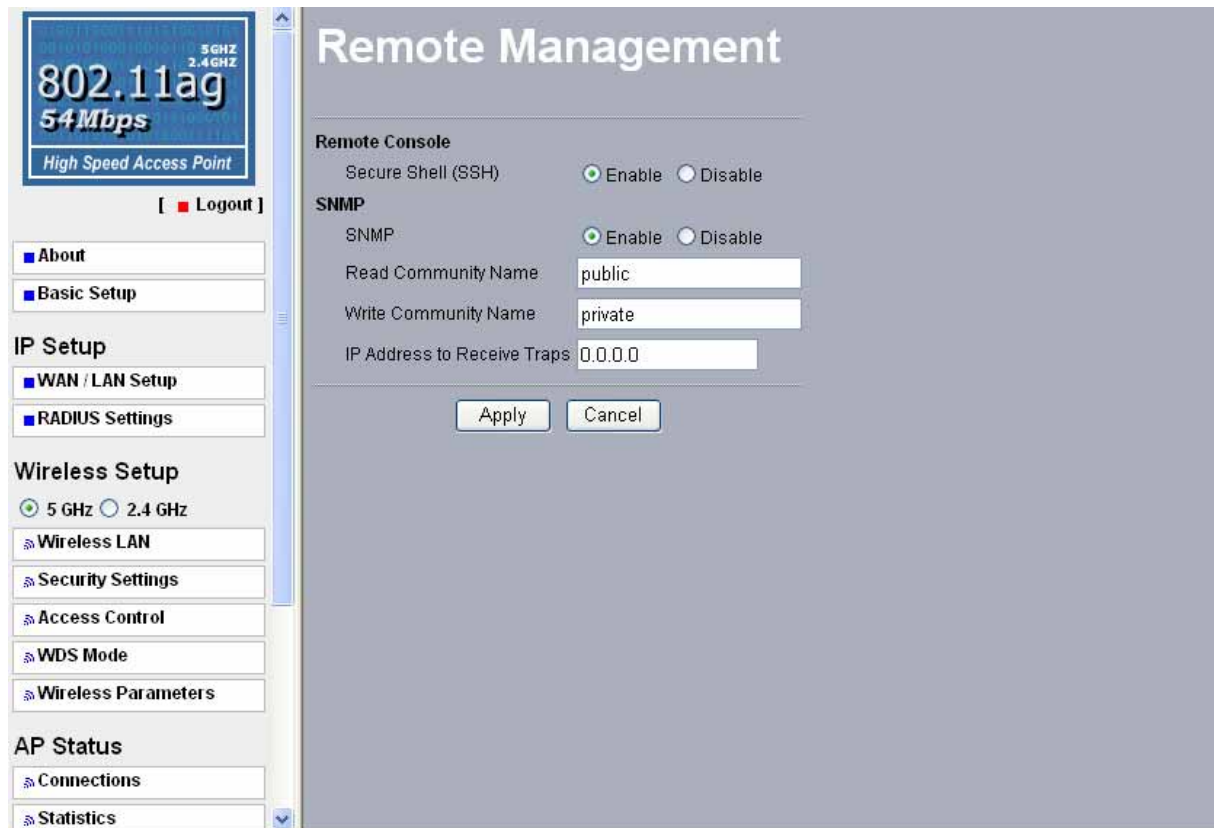 5GHZ
2.4GHZ
802.11ag
54Mbps
High Speed Access Point
[ Logout ]
About
Basic Setup
IP Setup
WAN / LAN Setup
RADIUS Settings
Wireless Setup
5 GHz 2.4 GHz
Wireless LAN
Security Settings
Access Control
WDS Mode
Wireless Parameters
AP Status
Connections
Statistics
Remote Management
Remote Console
Secure Shell (SSH) Enable Disable
SNMP
SNMP Enable Disable
Read Community Name public
Write Community Name private
IP Address to Receive Traps 0.0.0.0
Apply Cancel